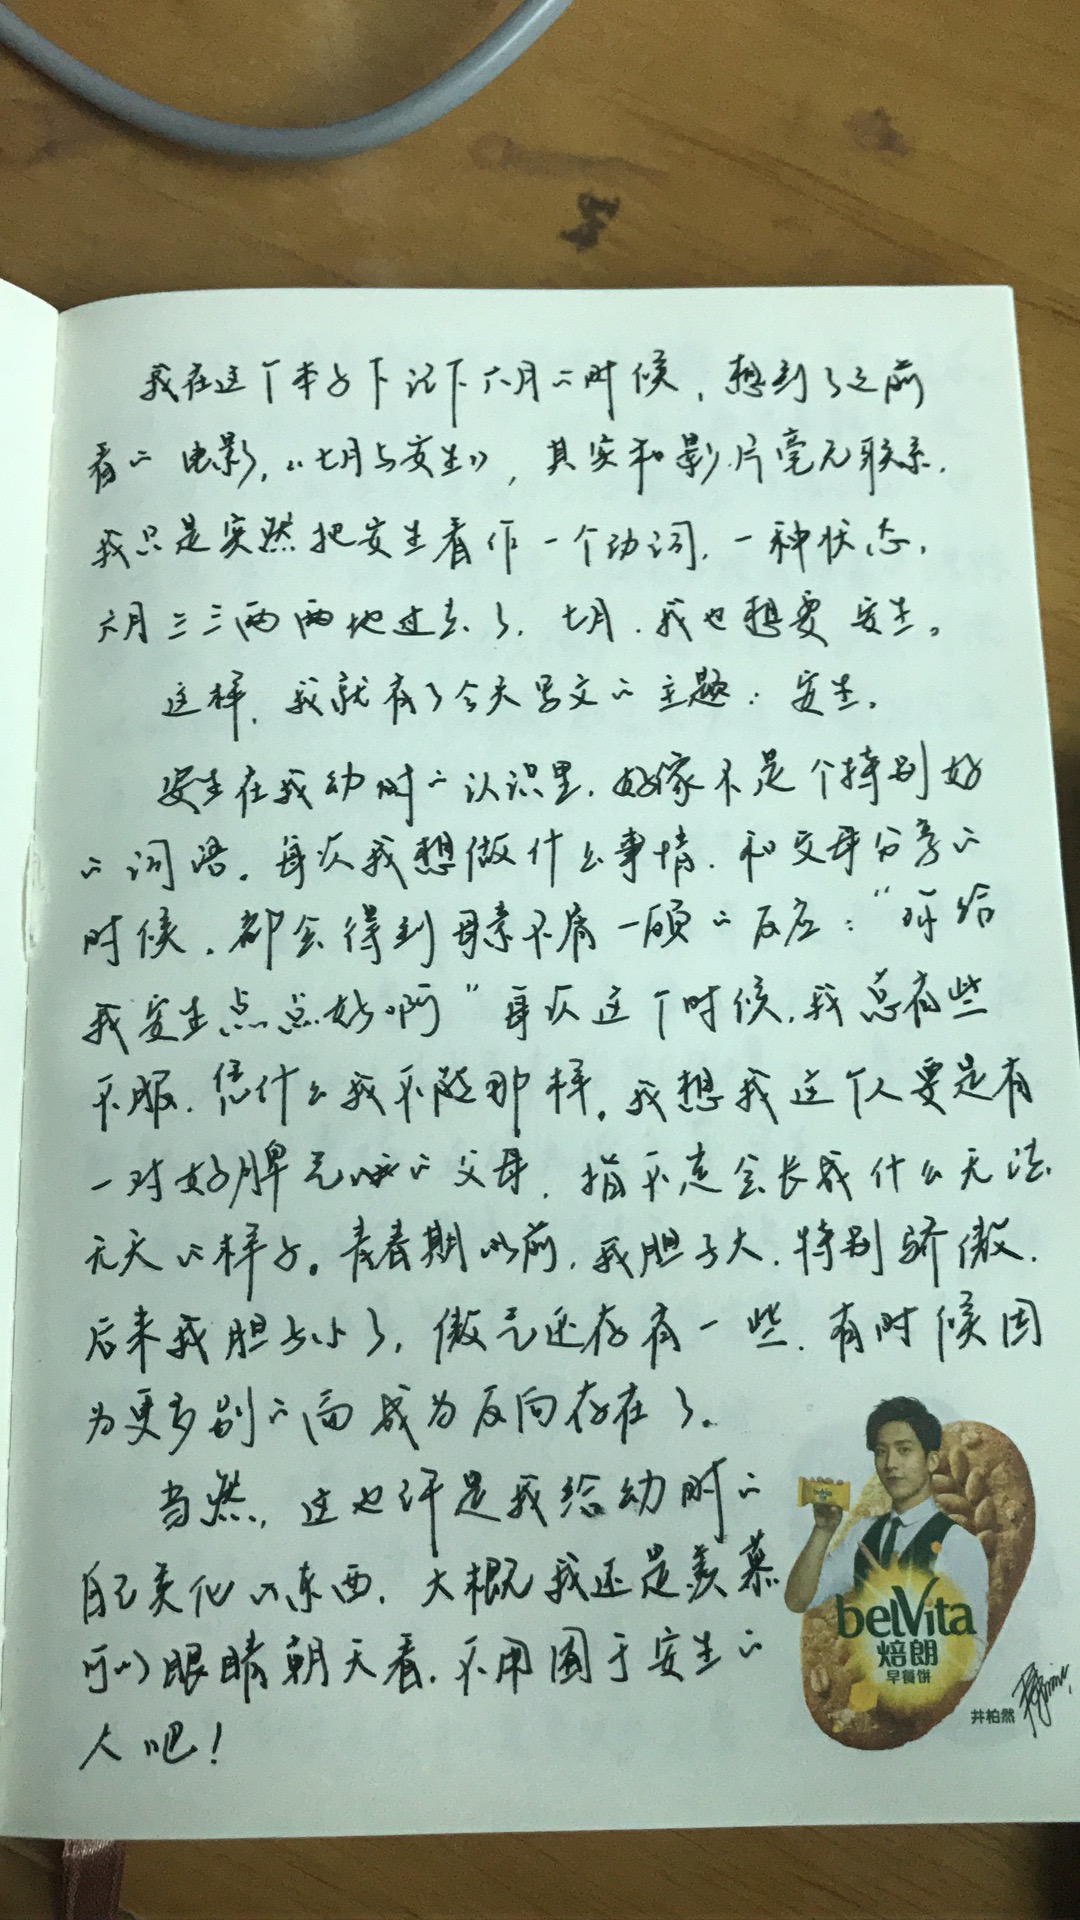 我在这个本子下记下六月的时候，想到了之前
看的电影，《七月与安生》，其实和影片毫无联系，
我只是突然把安生看作一个动词，一种状态，
六月三三两两地过去了，七月，我也想要安生。
这样，我就有了今天写文的主题：安生。
安生在我幼时的认识里，好像不是个特别好
的词语。每次我想做什么事情，和父母分享的
时候，都会得到母亲不屑一顾的反应："你给
我安生点点好啊"每次这个时候，我总有些
不服，凭什么我不能那样。我想我这个人要是有
一对好脾气的父母，指不定会长成什么无法
无天的样子。青春期以前，我胆子大，特别骄傲，
后来我胆子小了，傲气还存有一些，有时候因
为更多别的而成为反向存在了。
当然，这也许是我给幼时的
自己美化的东西，大概我还是羡慕
可以眼睛朝天看，不用囿于安生的
人吧！
belVita
belVita
焙朗
早餐饼
井柏然